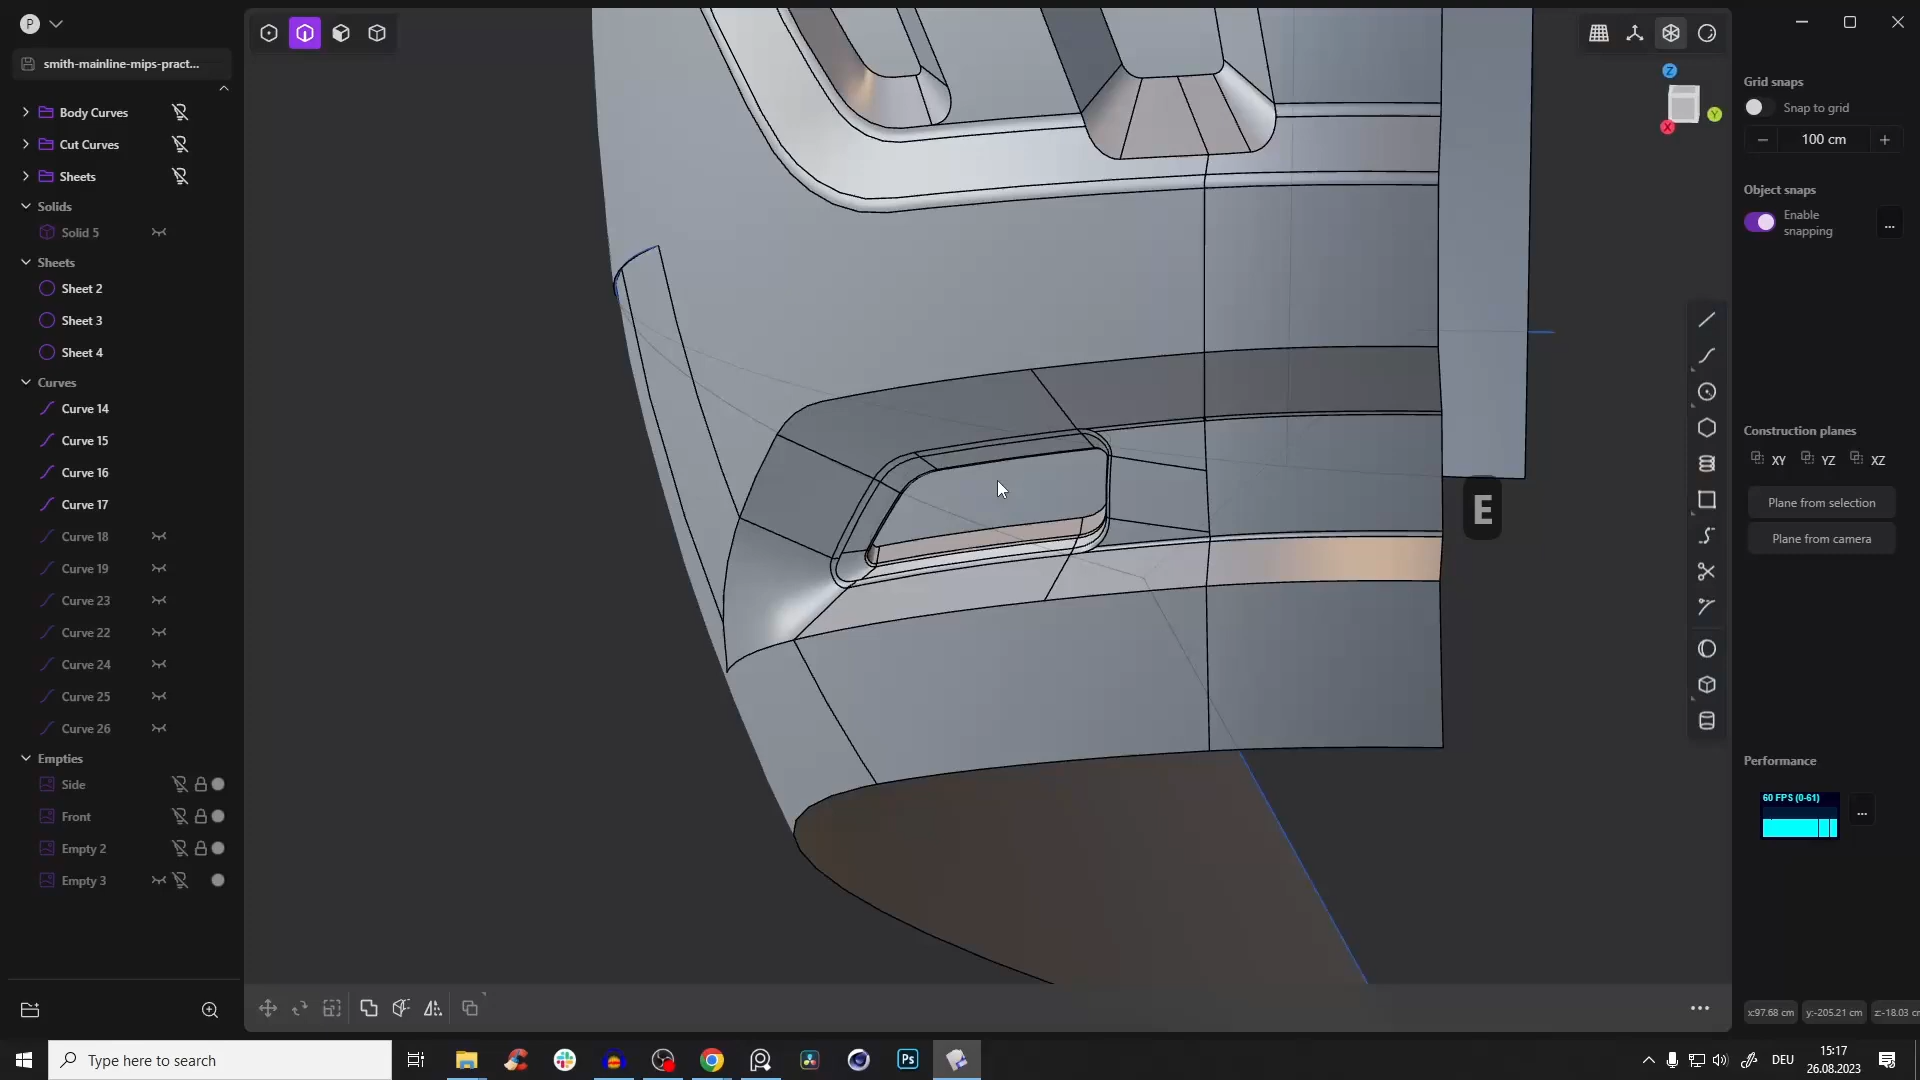 P
smith-mainline-mips-pract...
Body Curves
Cut Curves
Sheets
Solids
Solid 5
Sheets
Sheet 2
Sheet 3
Sheet 4
Curves
Curve 14
Curve 15
Curve 16
Curve 17
Curve 18
Curve 19
Curve 23
Curve 22
Curve 24
Curve 25
Curve 26
Empties
Side
Front
Empty 2
Empty 3
Z
Y
X
E
Grid snaps
Snap to grid
100 cm
Object snaps
Enable
snapping
...
Construction planes
XY YZ XZ
Plane from selection
Plane from camera
Performance
60 FPS (0-61)
...
x:97.68 cm y:-205.21 cm z:-18.03 cm
Type here to search
Ps
DEU
15:17
26.08.2023